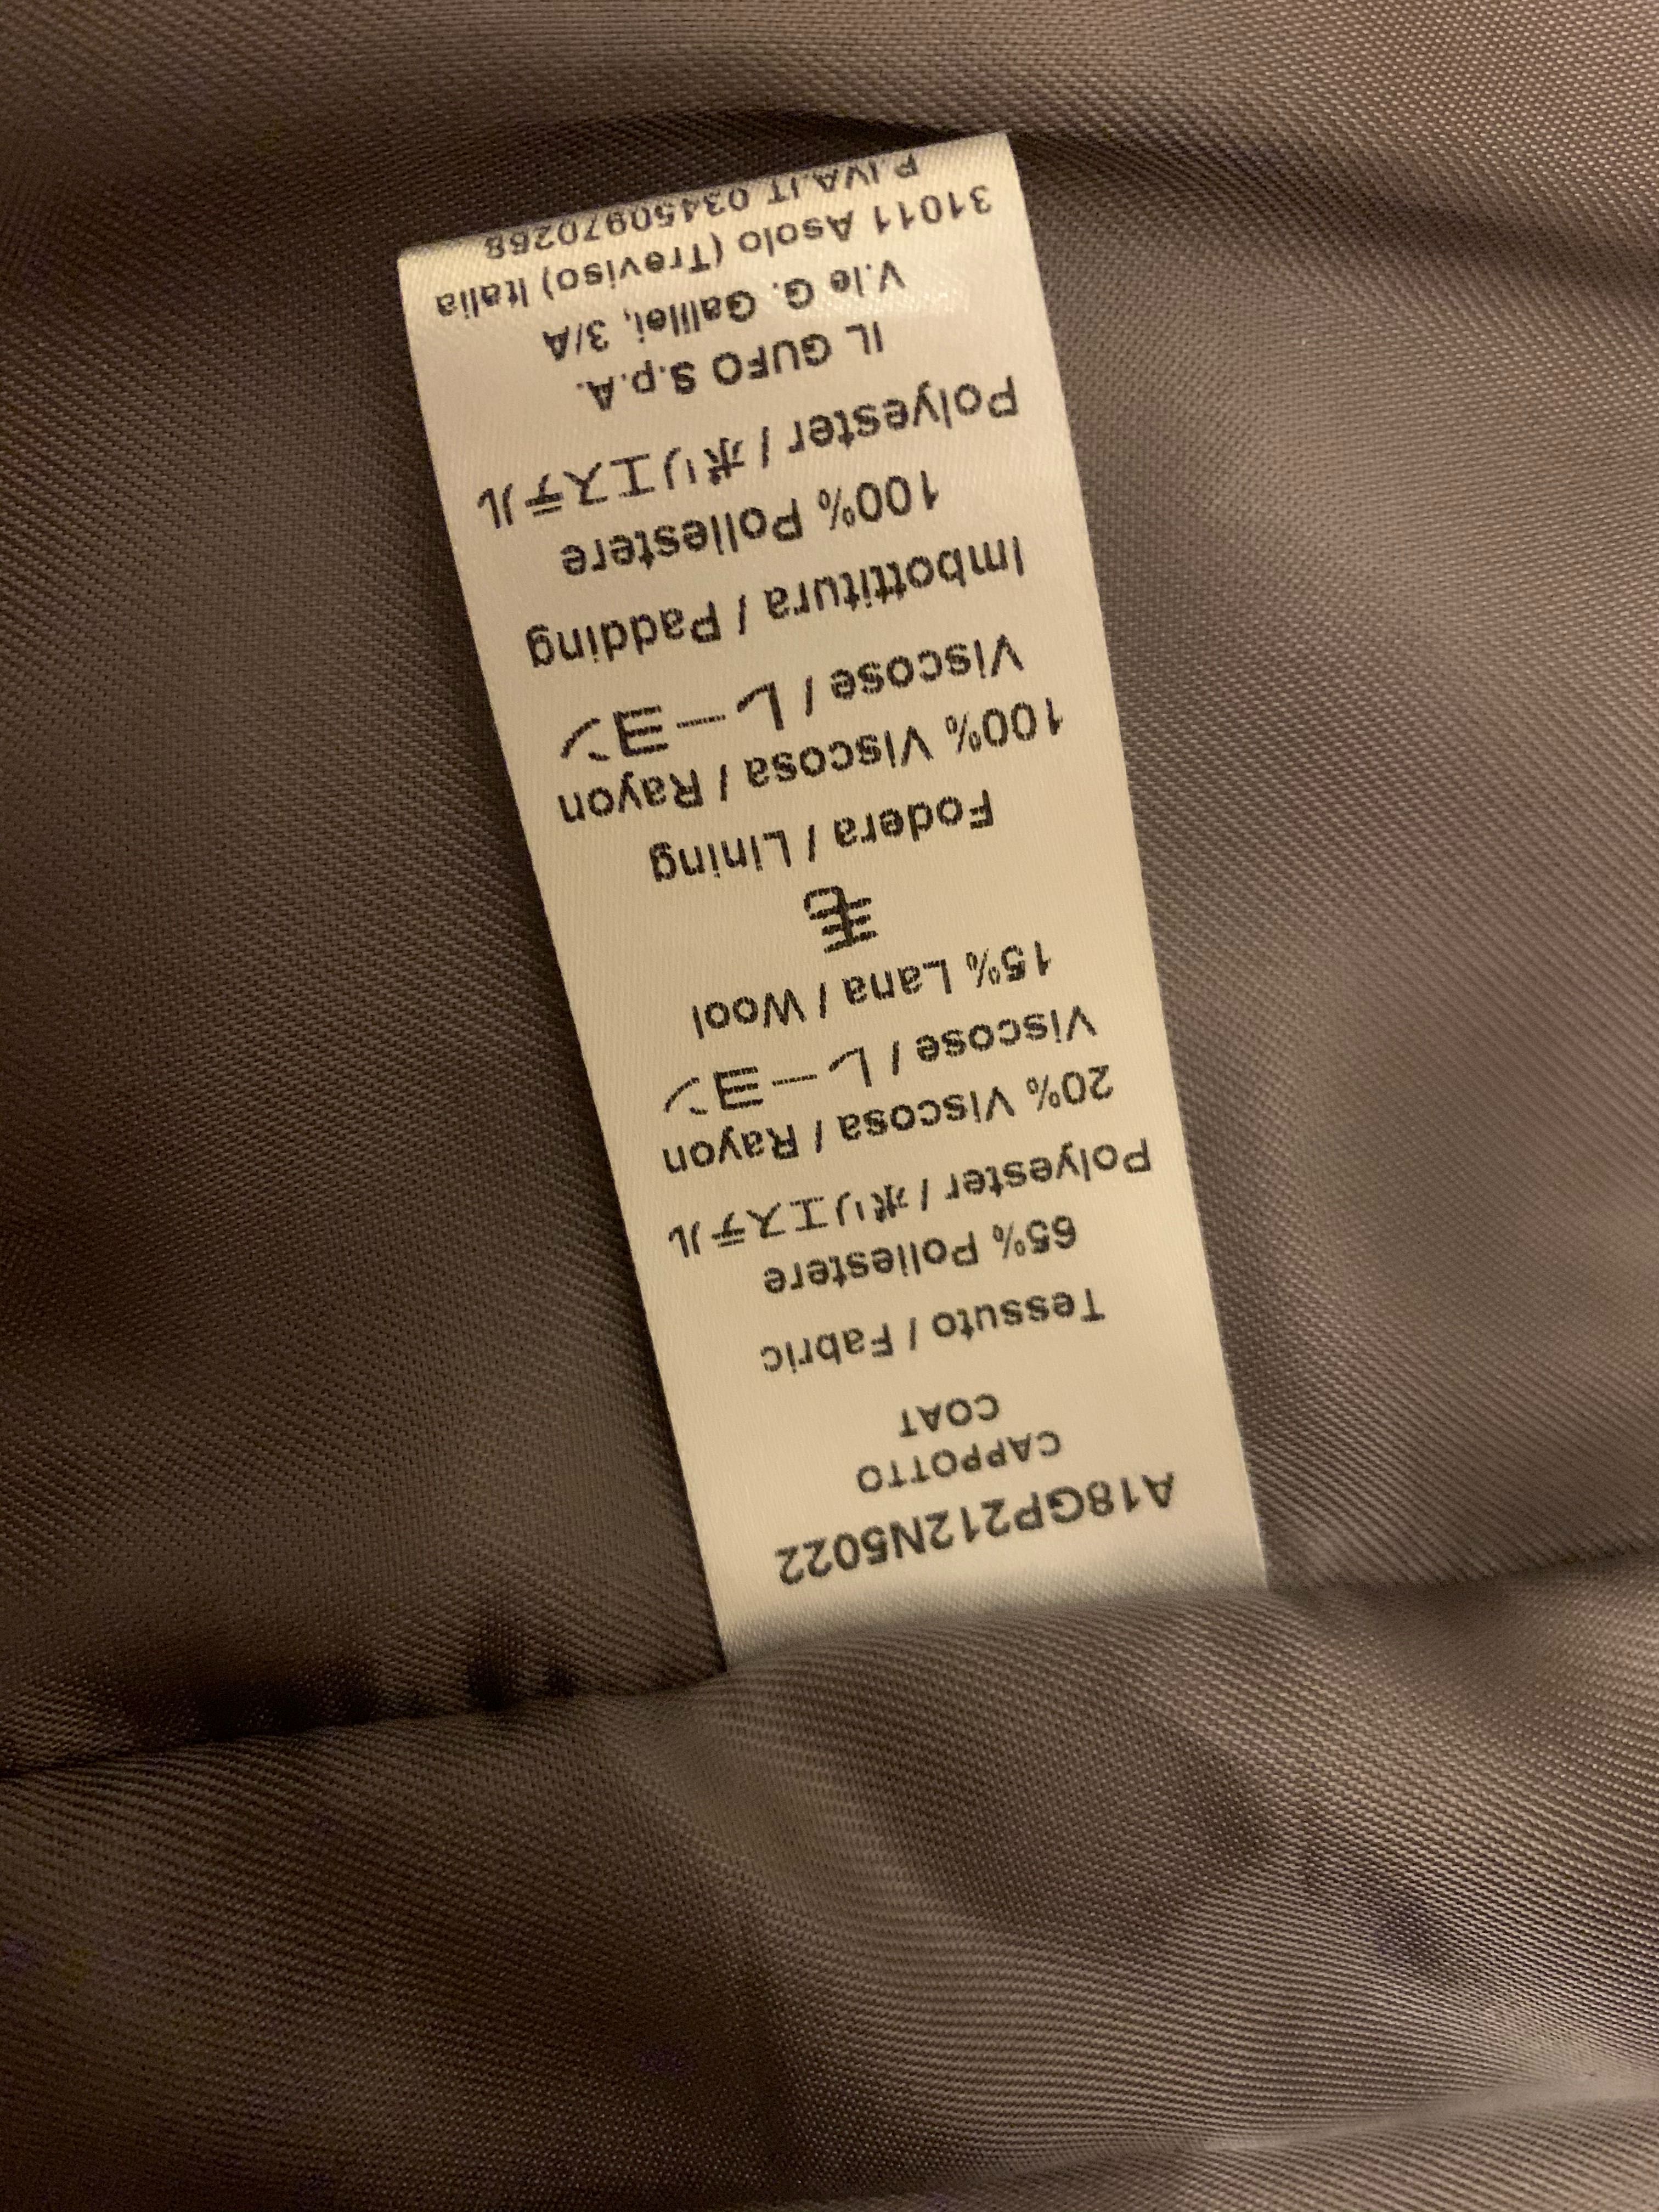 A18GP212N5022
CAPPOTTO
COAT
Tessuto / Fabric
65% Poliestere
Polyester / ポリエステル
20% Viscosa / Rayon
Viscose / レーヨン
15% Lana / Wool
毛
Fodera / Lining
100% Viscosa / Rayon
Viscose / レーヨン
Imbottitura / Padding
100% Poliestere
Polyester / ポリエステル
IL GUFO S.p.A.
V.le G. Galilei, 3/A
31011 Asolo (Treviso) Italia
P.IVA.IT 03450970268